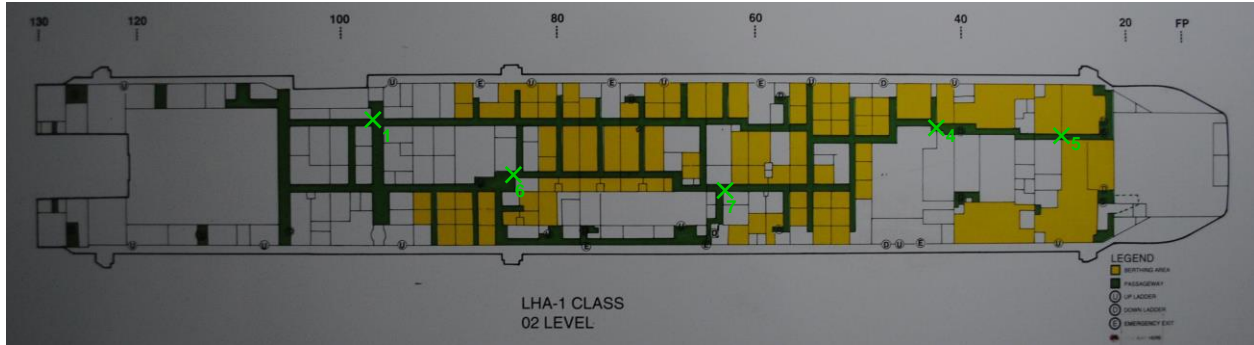 130 120 100 80 60 40 20 FP
1
4
5
6
7
U U E U E U E U D U
U U U E E D U E U
LHA-1 CLASS
02 LEVEL
LEGEND
BERTHING AREA
PASSAGEWAY
U UP LADDER
D DOWN LADDER
E EMERGENCY EXIT